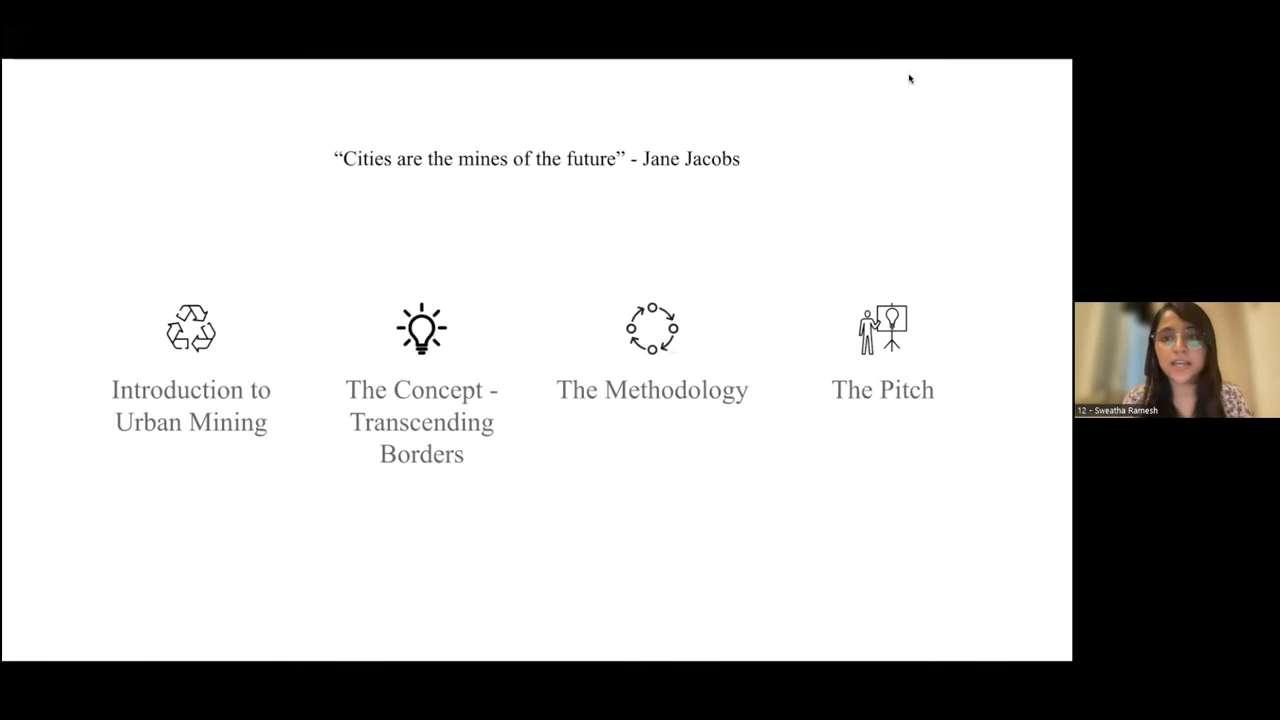 “Cities are the mines of the future” - Jane Jacobs
Introduction to
Urban Mining
The Concept -
Transcending
Borders
The Methodology
The Pitch
12 - Sweatha Ramesh